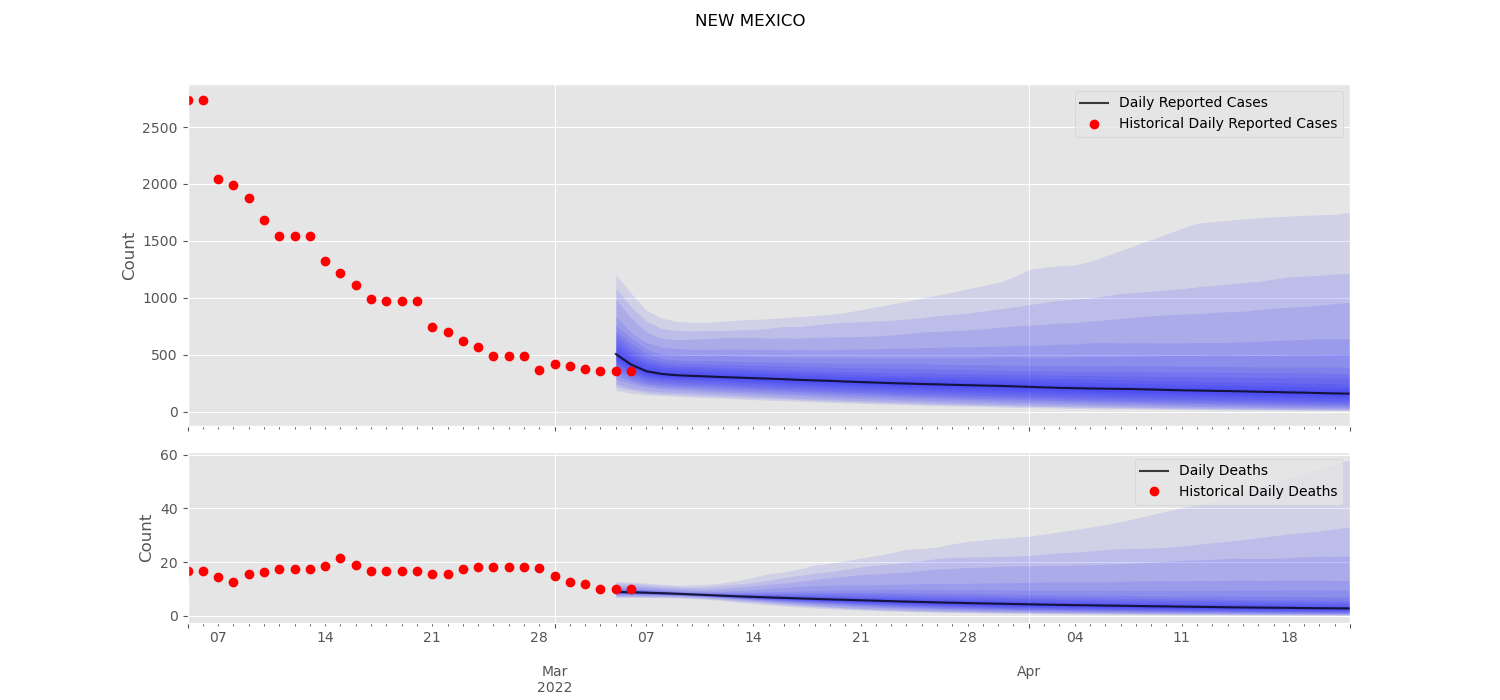 NEW MEXICO
Daily Reported Cases
Historical Daily Reported Cases
2500
2000
1500
1000
500
0
Count
Daily Deaths
Historical Daily Deaths
60
40
20
0
Count
07 14 21 28 07 14 21 28 04 11 18
Mar Apr
2022